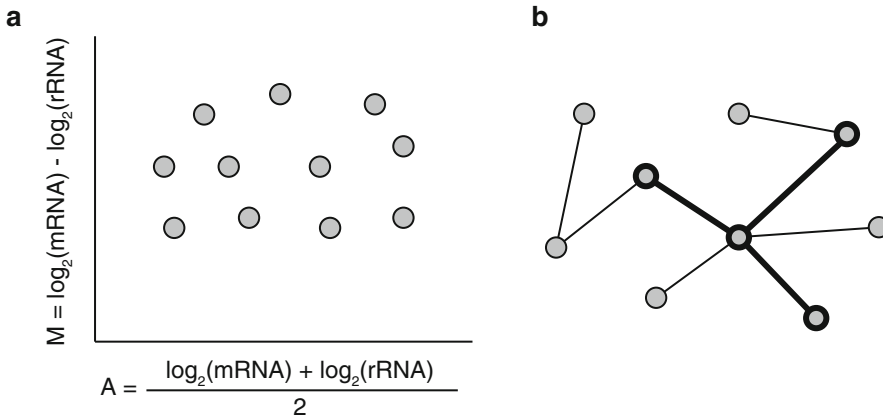 a
b
M = log₂(mRNA) - log₂(rRNA)
A = log₂(mRNA) + log₂(rRNA)
2